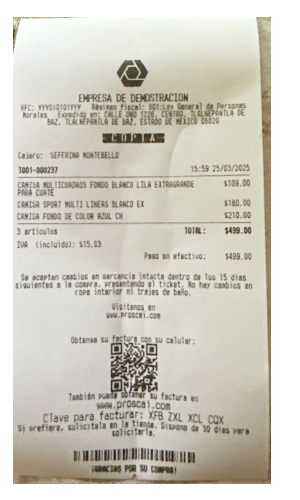 EMPRESA DE DEMOSTRACION
RFC: YYY010101YYY Régimen fiscal: 601:Ley General de Personas
Morales Expedido en: CALLE UNO 1226, CENTRO, TLALNEPANTLA DE
BAZ, TLALNEPANTLA DE BAZ, ESTADO DE MEXICO 06020
COPIA
Cajero: SEFERINA MONTEBELLO
T001-000237 15:59 25/03/2025
CAMISA MULTICUADROS FONDO BLANCO LILA EXTRAGRANDE $109.00
PARA CUATE
CAMISA SPORT MULTI LINEAS BLANCO EX $180.00
CAMISA FONDO DE COLOR AZUL CH $210.00
3 artículos TOTAL: $499.00
IVA (incluido): $15.03
Pago en efectivo: $499.00
Se aceptan cambios en mercancía intacta dentro de los 15 días
siguientes a la compra, presentando el ticket. No hay cambios en
ropa interior ni trajes de baño.
Visítenos en
www.proscai.com
Obtenga su factura con su celular:
También puede obtener su factura en
www.proscai.com
Clave para facturar: XFB ZXL XCL CQX
Si prefiere, solicítela en la tienda. Dispone de 30 días para
solicitarla.
¡GRACIAS POR SU COMPRA!